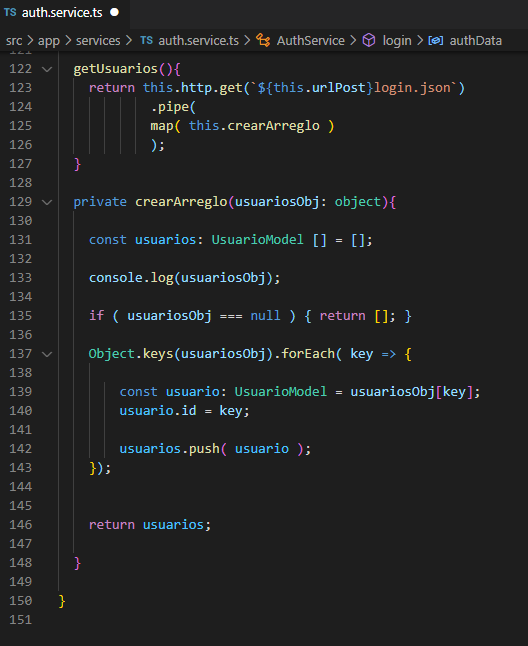 TS auth.service.ts ●
src > app > services > TS auth.service.ts > AuthService > login > authData
122 getUsuarios(){
123 return this.http.get(`${this.urlPost}login.json`)
124 .pipe(
125 map( this.crearArreglo )
126 );
127 }
128
129 private crearArreglo(usuariosObj: object){
130
131 const usuarios: UsuarioModel [] = [];
132
133 console.log(usuariosObj);
134
135 if ( usuariosObj === null ) { return []; }
136
137 Object.keys(usuariosObj).forEach( key => {
138
139 const usuario: UsuarioModel = usuariosObj[key];
140 usuario.id = key;
141
142 usuarios.push( usuario );
143 });
144
145
146 return usuarios;
147
148 }
149
150 }
151